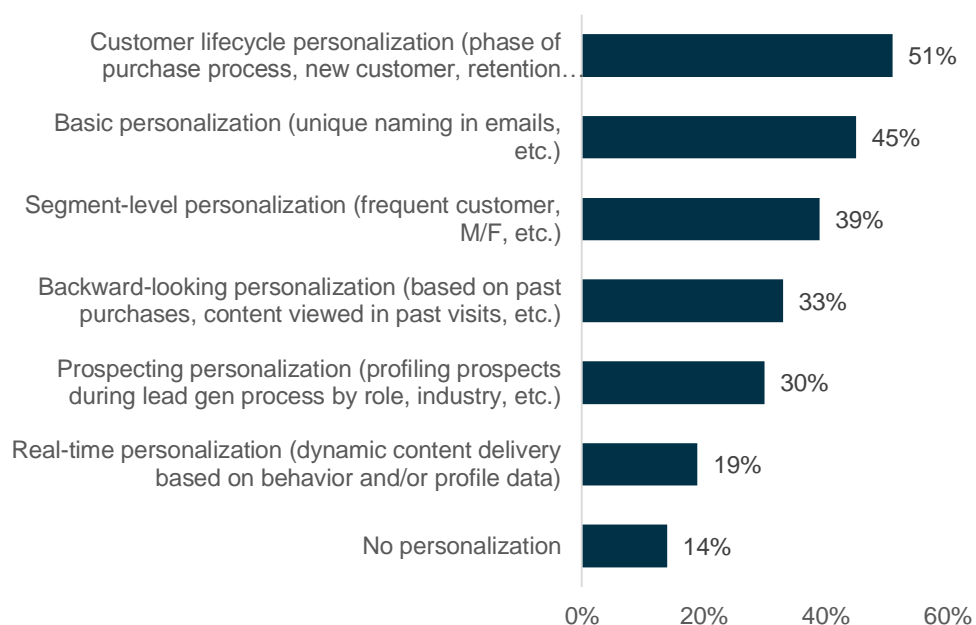 Customer lifecycle personalization (phase of
purchase process, new customer, retention…
51%
Basic personalization (unique naming in emails,
etc.)
45%
Segment-level personalization (frequent customer,
M/F, etc.)
39%
Backward-looking personalization (based on past
purchases, content viewed in past visits, etc.)
33%
Prospecting personalization (profiling prospects
during lead gen process by role, industry, etc.)
30%
Real-time personalization (dynamic content delivery
based on behavior and/or profile data)
19%
No personalization
14%
0% 20% 40% 60%